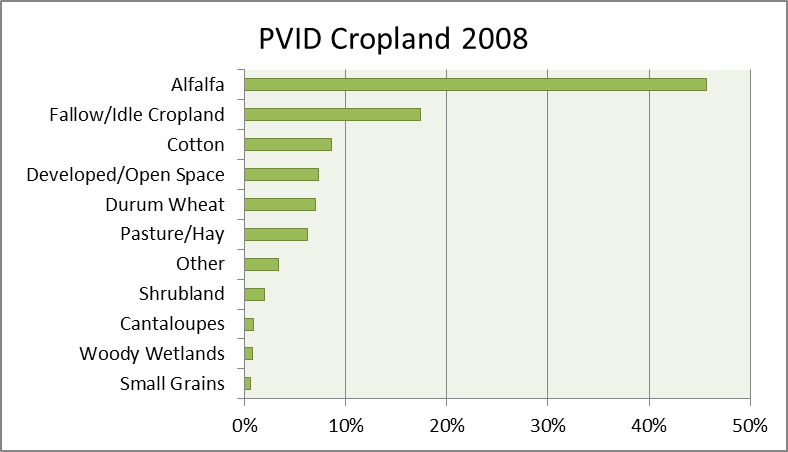 PVID Cropland 2008
Alfalfa
Fallow/Idle Cropland
Cotton
Developed/Open Space
Durum Wheat
Pasture/Hay
Other
Shrubland
Cantaloupes
Woody Wetlands
Small Grains
0% 10% 20% 30% 40% 50%